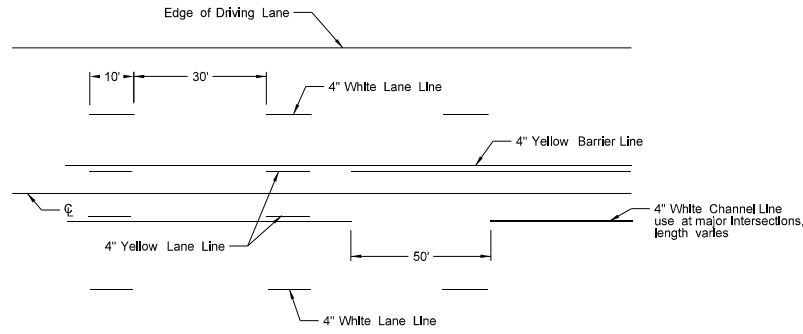 Edge of Driving Lane
10'
30'
4" White Lane Line
4" Yellow Barrier Line
℄
4" White Channel Line
use at major intersections,
length varies
4" Yellow Lane Line
50'
4" White Lane Line